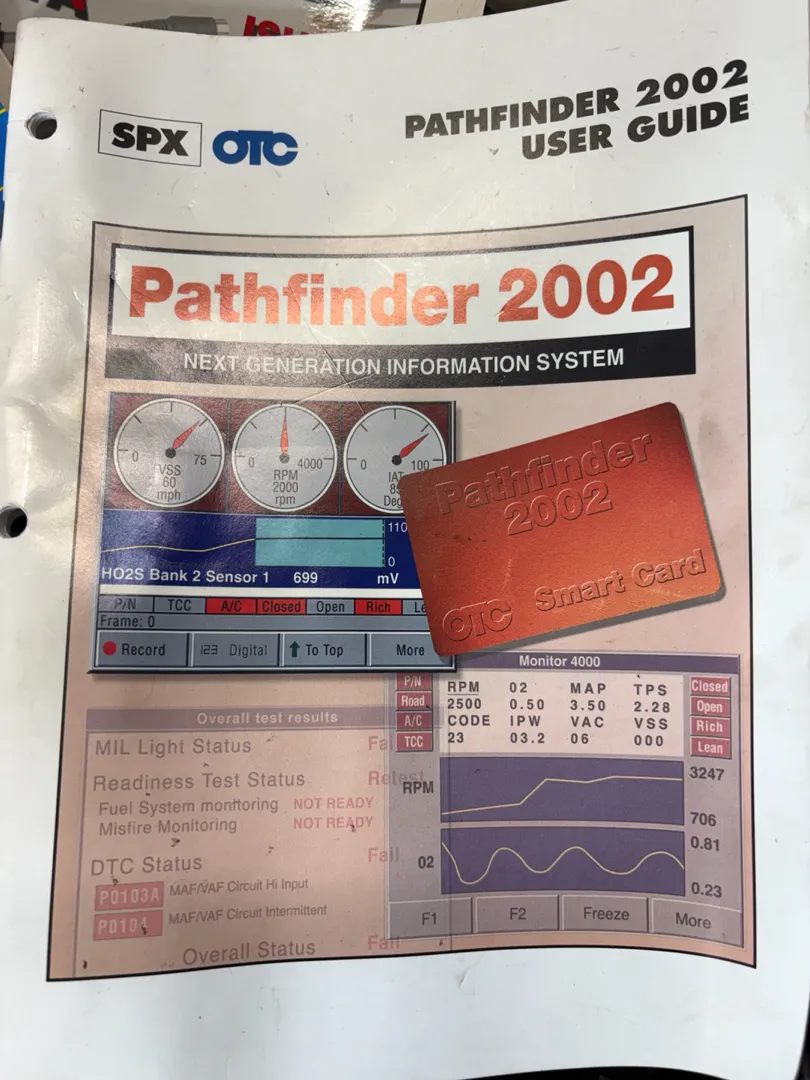 SPX OTC
PATHFINDER 2002
USER GUIDE
Pathfinder 2002
NEXT GENERATION INFORMATION SYSTEM
0 75
VSS
60
mph
0 4000
RPM
2000
rpm
0 100
IAT
110
0
HO2S Bank 2 Sensor 1 699 mV
P/N TCC A/C Closed Open Rich
Frame: 0
Record 123 Digital To Top More
Pathfinder
2002
OTC Smart Card
Monitor 4000
P/N
Road
A/C
TCC
RPM 02 MAP TPS
2500 0.50 3.50 2.28
CODE IPW VAC VSS
23 03.2 06 000
Closed
Open
Rich
Lean
RPM
3247
706
02
0.81
0.23
F1 F2 Freeze More
Overall test results
MIL Light Status
Readiness Test Status Retest
Fuel System monitoring NOT READY
Misfire Monitoring NOT READY
DTC Status Fail
P0103A MAF/VAF Circuit Hi Input
P0104 MAF/VAF Circuit Intermittent
Overall Status Fail